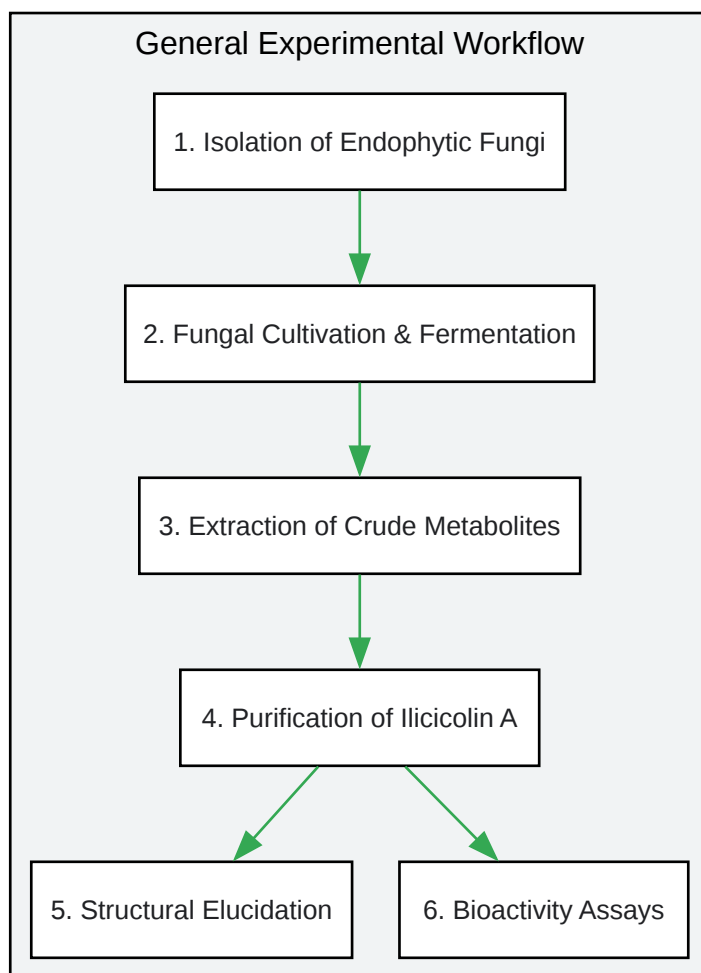 General Experimental Workflow
1. Isolation of Endophytic Fungi
2. Fungal Cultivation & Fermentation
3. Extraction of Crude Metabolites
4. Purification of Ilicicolin A
5. Structural Elucidation
6. Bioactivity Assays